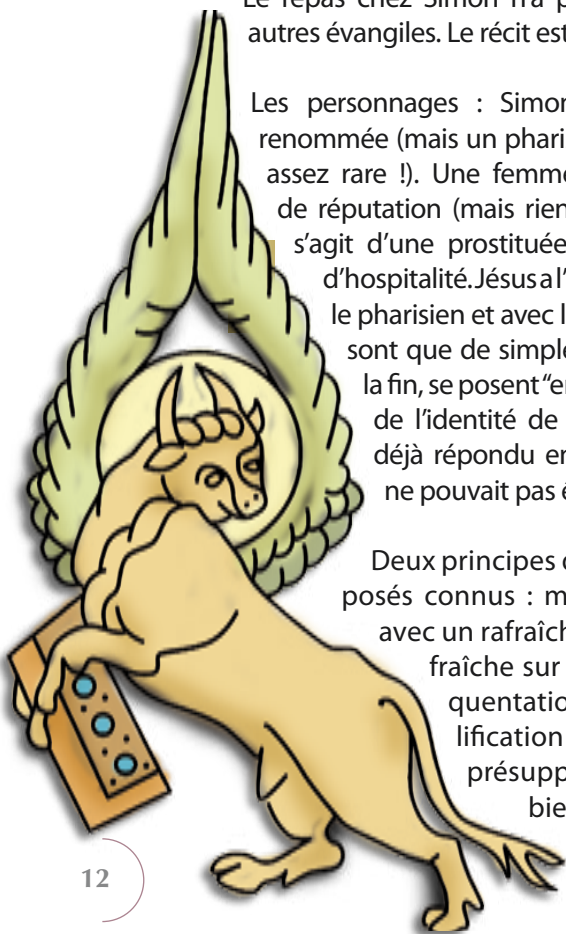 Le repas chez Simon n'a p
autres évangiles. Le récit est
Les personnages : Simon
renommée (mais un phari
assez rare !). Une femme
de réputation (mais rien
s'agit d'une prostituée
d'hospitalité. Jésus a l'
le pharisien et avec l
sont que de simple
la fin, se posent “en
de l'identité de
déjà répondu en
ne pouvait pas é
Deux principes d
posés connus : m
avec un rafraîch
fraîche sur
quentatio
lification
présupp
bie
12